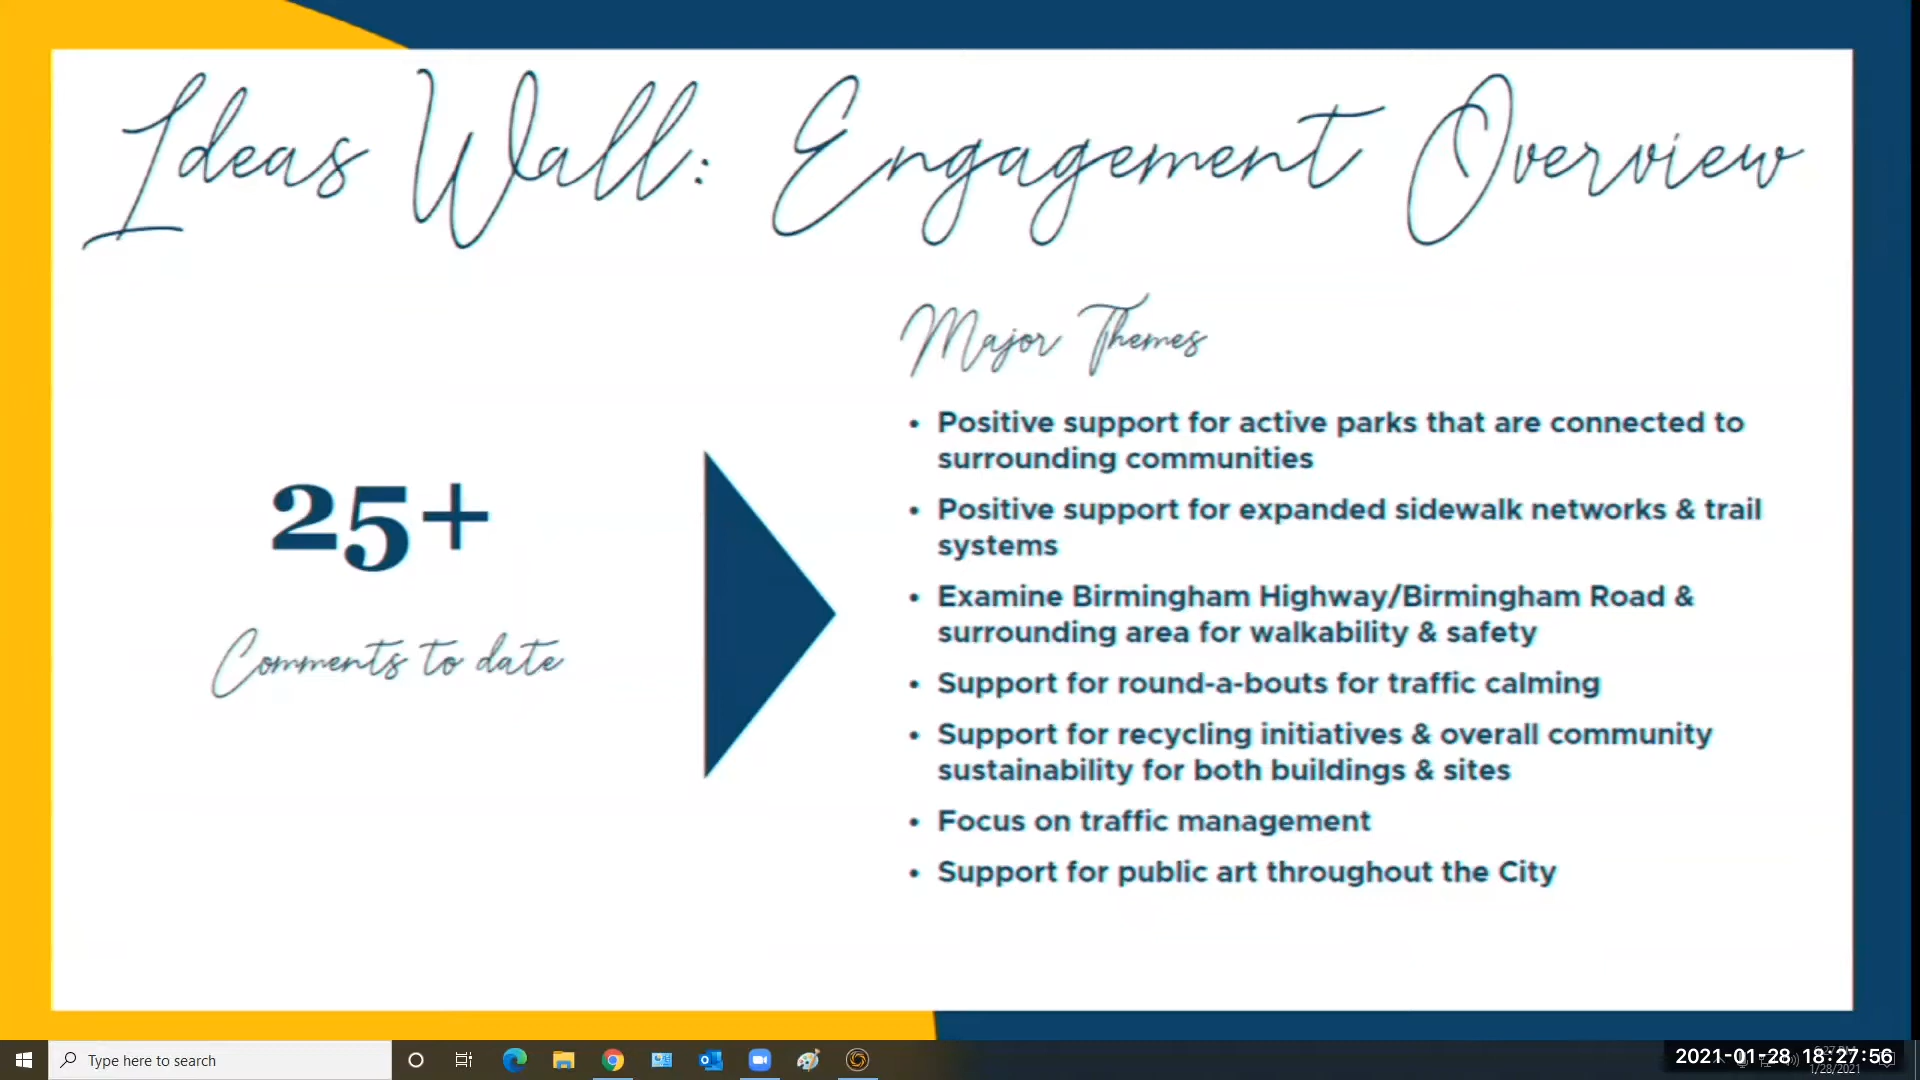 Ideas Wall: Engagement Overview
Major Themes
• Positive support for active parks that are connected to
surrounding communities
• Positive support for expanded sidewalk networks & trail
systems
• Examine Birmingham Highway/Birmingham Road &
surrounding area for walkability & safety
• Support for round-a-bouts for traffic calming
• Support for recycling initiatives & overall community
sustainability for both buildings & sites
• Focus on traffic management
• Support for public art throughout the City
25+
Comments to date
Type here to search
2021-01-28 18:27:56
1/28/2021